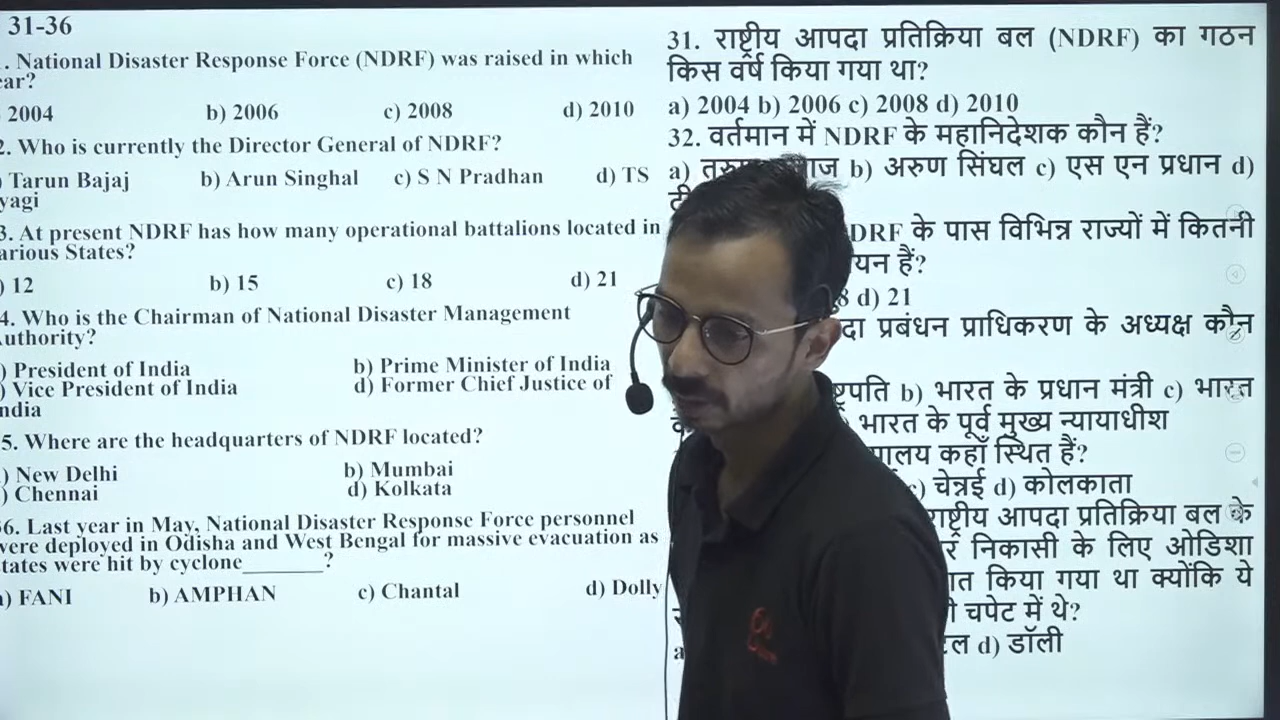 31-36
. National Disaster Response Force (NDRF) was raised in which
ear?
2004 b) 2006 c) 2008 d) 2010
2. Who is currently the Director General of NDRF?
) Tarun Bajaj b) Arun Singhal c) S N Pradhan d) TS
yagi
3. At present NDRF has how many operational battalions located in
arious States?
) 12 b) 15 c) 18 d) 21
4. Who is the Chairman of National Disaster Management
uthority?
) President of India b) Prime Minister of India
) Vice President of India d) Former Chief Justice of
ndia
5. Where are the headquarters of NDRF located?
) New Delhi b) Mumbai
) Chennai d) Kolkata
36. Last year in May, National Disaster Response Force personnel
were deployed in Odisha and West Bengal for massive evacuation as
tates were hit by cyclone________?
) FANI b) AMPHAN c) Chantal d) Dolly
31. राष्ट्रीय आपदा प्रतिक्रिया बल (NDRF) का गठन
किस वर्ष किया गया था?
a) 2004 b) 2006 c) 2008 d) 2010
32. वर्तमान में NDRF के महानिदेशक कौन हैं?
a) b) अरुण सिंघल c) एस एन प्रधान d)
DRF के पास विभिन्न राज्यों में कितनी
यन हैं?
8 d) 21
दा प्रबंधन प्राधिकरण के अध्यक्ष कौन
ष्ट्रपति b) भारत के प्रधान मंत्री c) भारत
भारत के पूर्व मुख्य न्यायाधीश
यालय कहाँ स्थित हैं?
c) चेन्नई d) कोलकाता
राष्ट्रीय आपदा प्रतिक्रिया बल के
निकासी के लिए ओडिशा
ात किया गया था क्योंकि ये
चपेट में थे?
a
टल d) डॉली